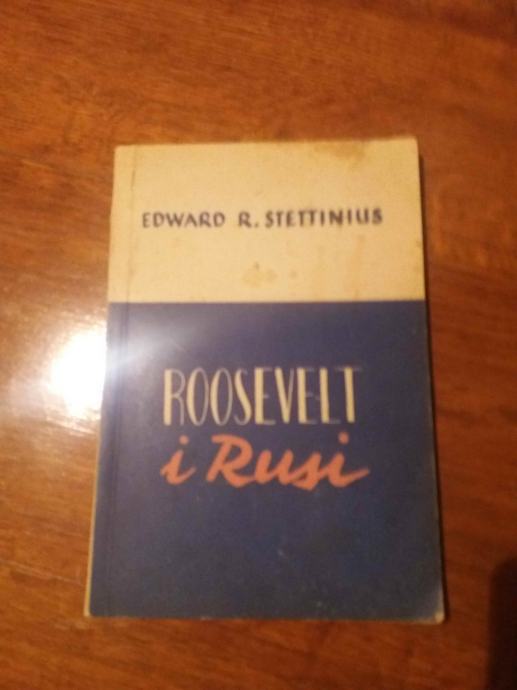 EDWARD R. STETTINIUS
ROOSEVELT
i Rusi